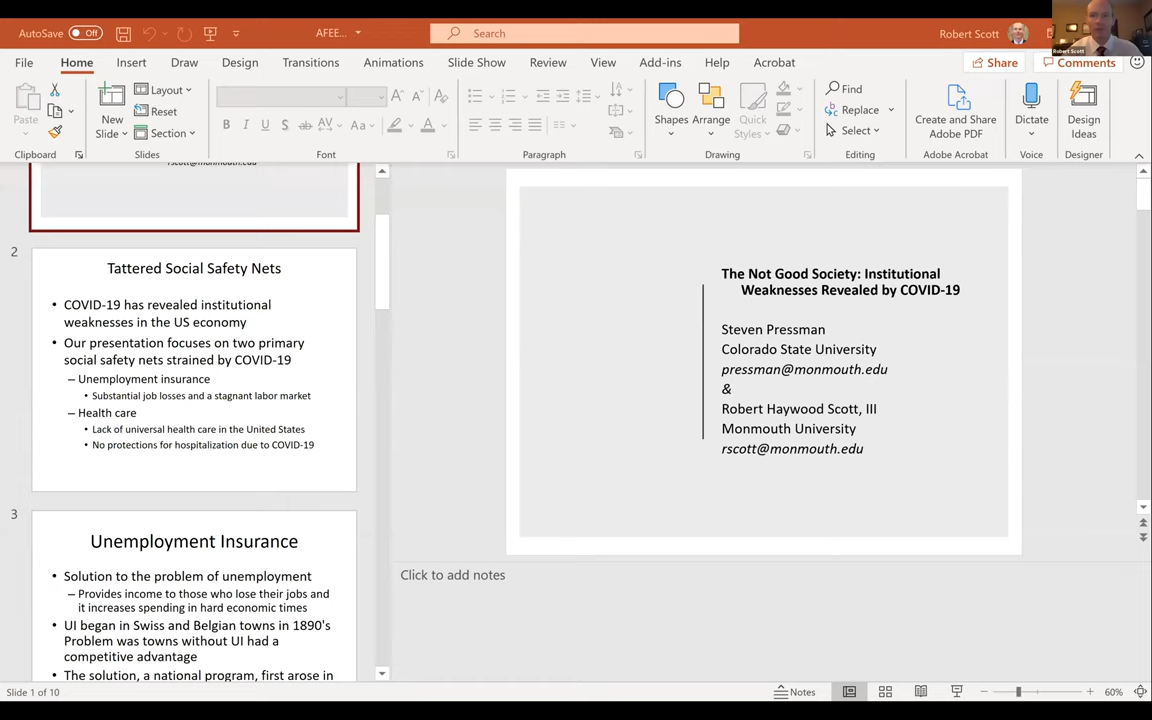 AutoSave Off AFEE... Search Robert Scott
Robert Scott
File Home Insert Draw Design Transitions Animations Slide Show Review View Add-ins Help Acrobat Share Comments
Paste
New
Slide
Layout
Reset
Section
B I U S ab AV Aa A
Shapes Arrange Quick
Styles
Find
Replace
Select
Create and Share
Adobe PDF
Dictate
Design
Ideas
Clipboard Slides Font Paragraph Drawing Editing Adobe Acrobat Voice Designer
rscott@monmouth.edu
2
Tattered Social Safety Nets
• COVID-19 has revealed institutional
weaknesses in the US economy
• Our presentation focuses on two primary
social safety nets strained by COVID-19
– Unemployment insurance
• Substantial job losses and a stagnant labor market
– Health care
• Lack of universal health care in the United States
• No protections for hospitalization due to COVID-19
3
Unemployment Insurance
• Solution to the problem of unemployment
– Provides income to those who lose their jobs and
it increases spending in hard economic times
• UI began in Swiss and Belgian towns in 1890's
Problem was towns without UI had a
competitive advantage
• The solution, a national program, first arose in
The Not Good Society: Institutional
Weaknesses Revealed by COVID-19
Steven Pressman
Colorado State University
pressman@monmouth.edu
&
Robert Haywood Scott, III
Monmouth University
rscott@monmouth.edu
Click to add notes
Slide 1 of 10 Notes 60%